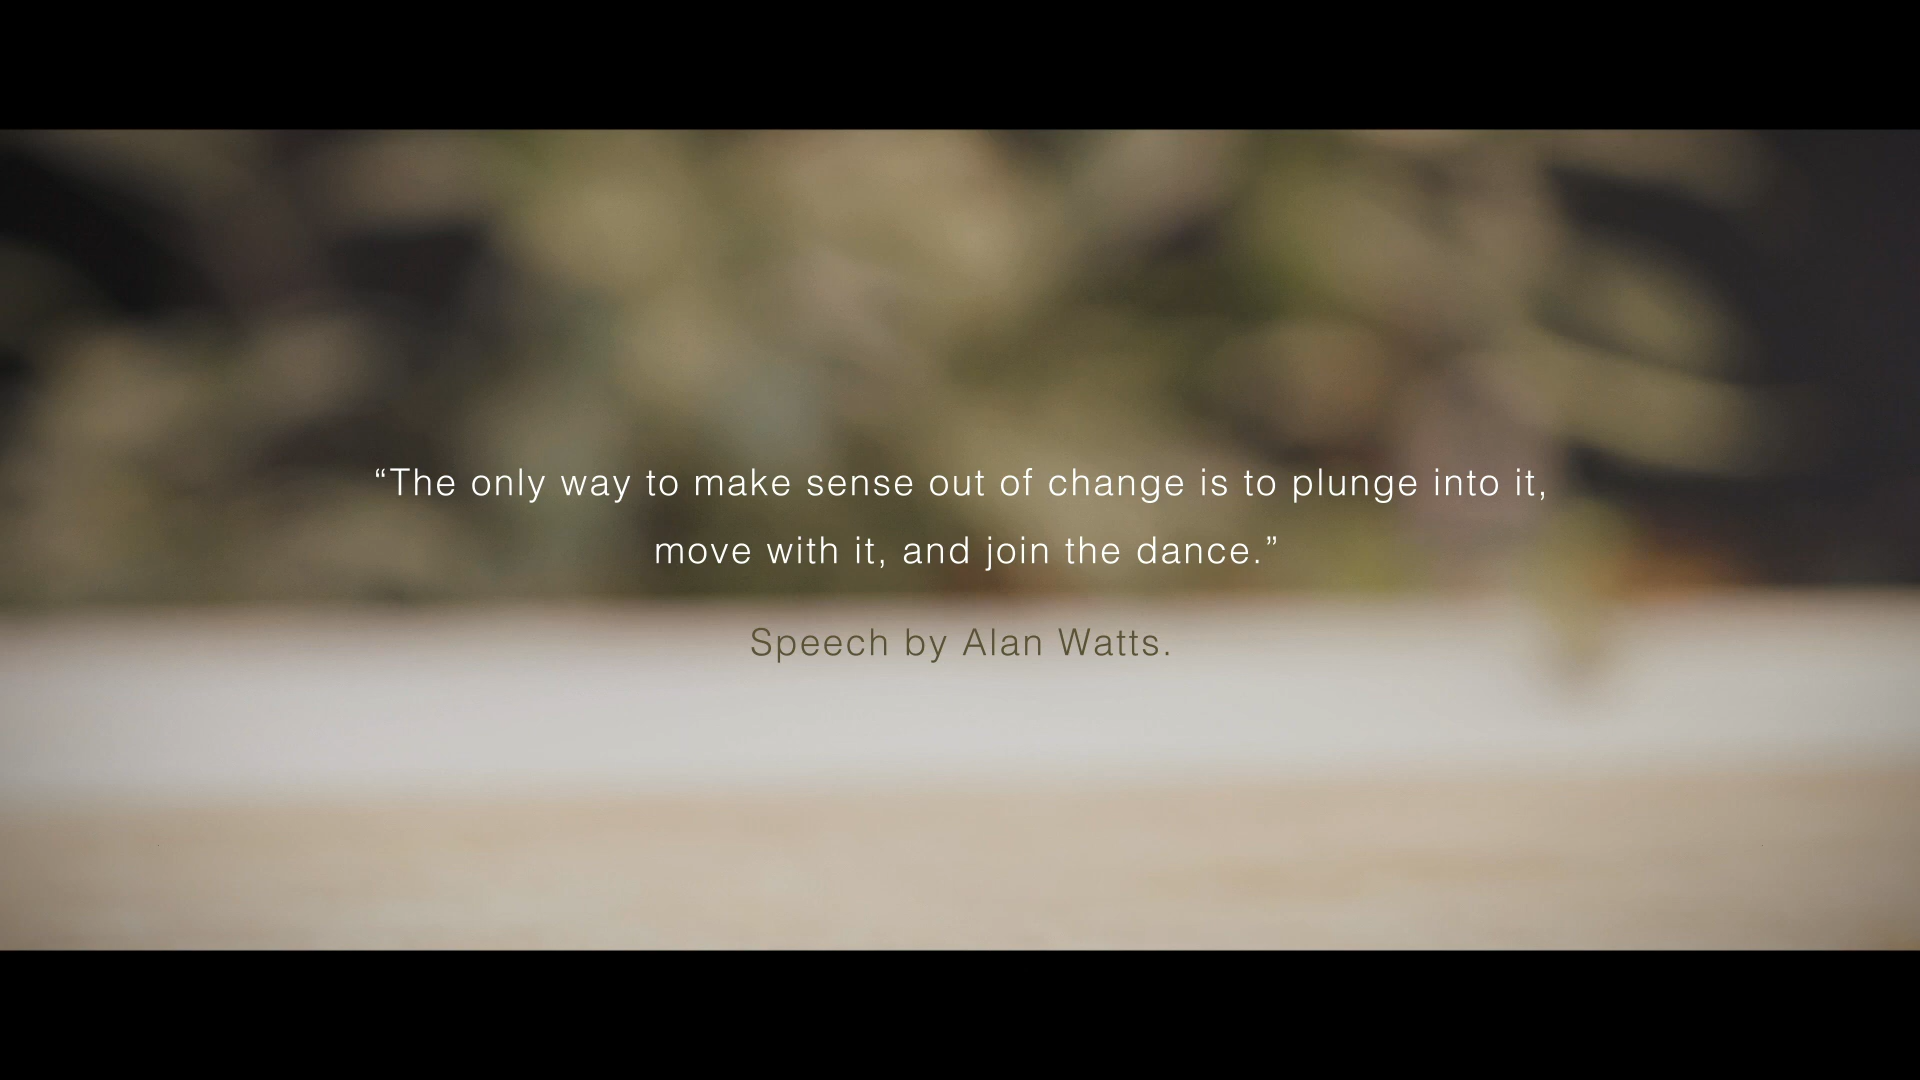 “The only way to make sense out of change is to plunge into it,
move with it, and join the dance.”
Speech by Alan Watts.